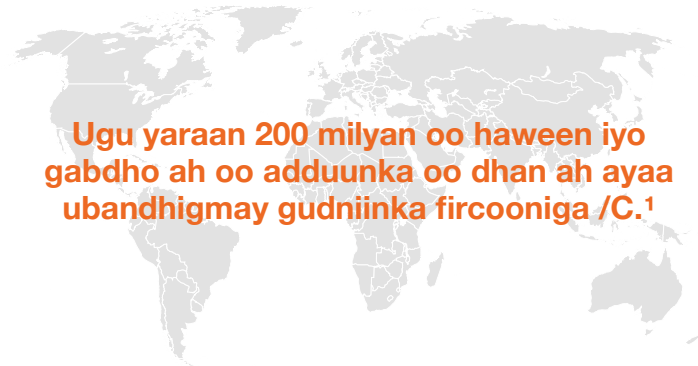 Ugu yaraan 200 milyan oo haween iyo
gabdho ah oo adduunka oo dhan ah ayaa
ubandhigmay gudniinka fircooniga /C.¹